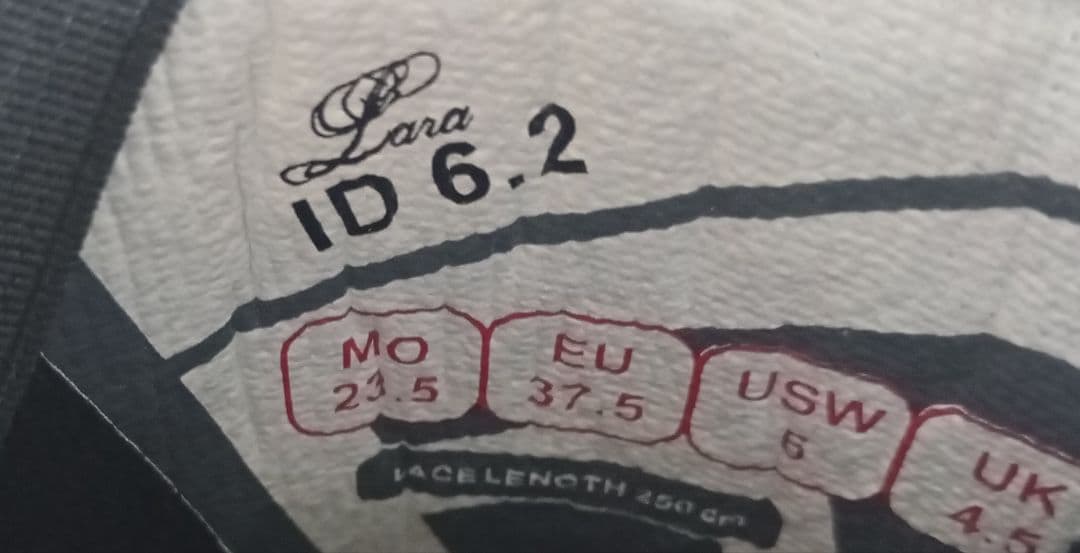 Lara
ID 6.2
MO
23.5
EU
37.5
USW
6
UK
4.5
LACE LENGTH 250 cm